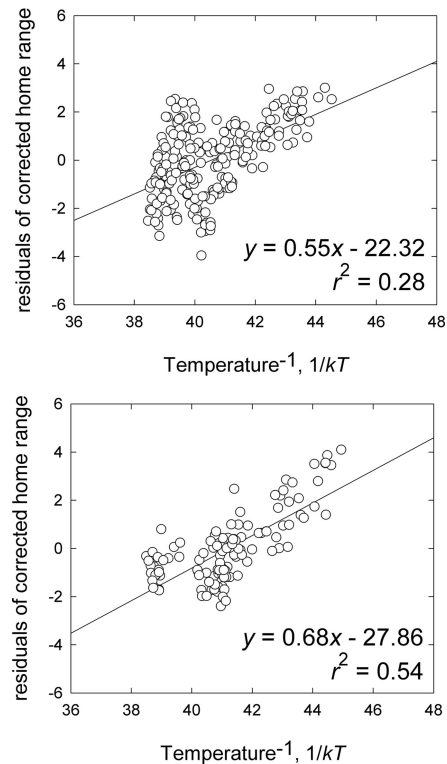 6
4
2
0
-2
-4
-6
residuals of corrected home range
y = 0.55x - 22.32
r² = 0.28
36 38 40 42 44 46 48
Temperature⁻¹, 1/kT
6
4
2
0
-2
-4
-6
residuals of corrected home range
y = 0.68x - 27.86
r² = 0.54
36 38 40 42 44 46 48
Temperature⁻¹, 1/kT